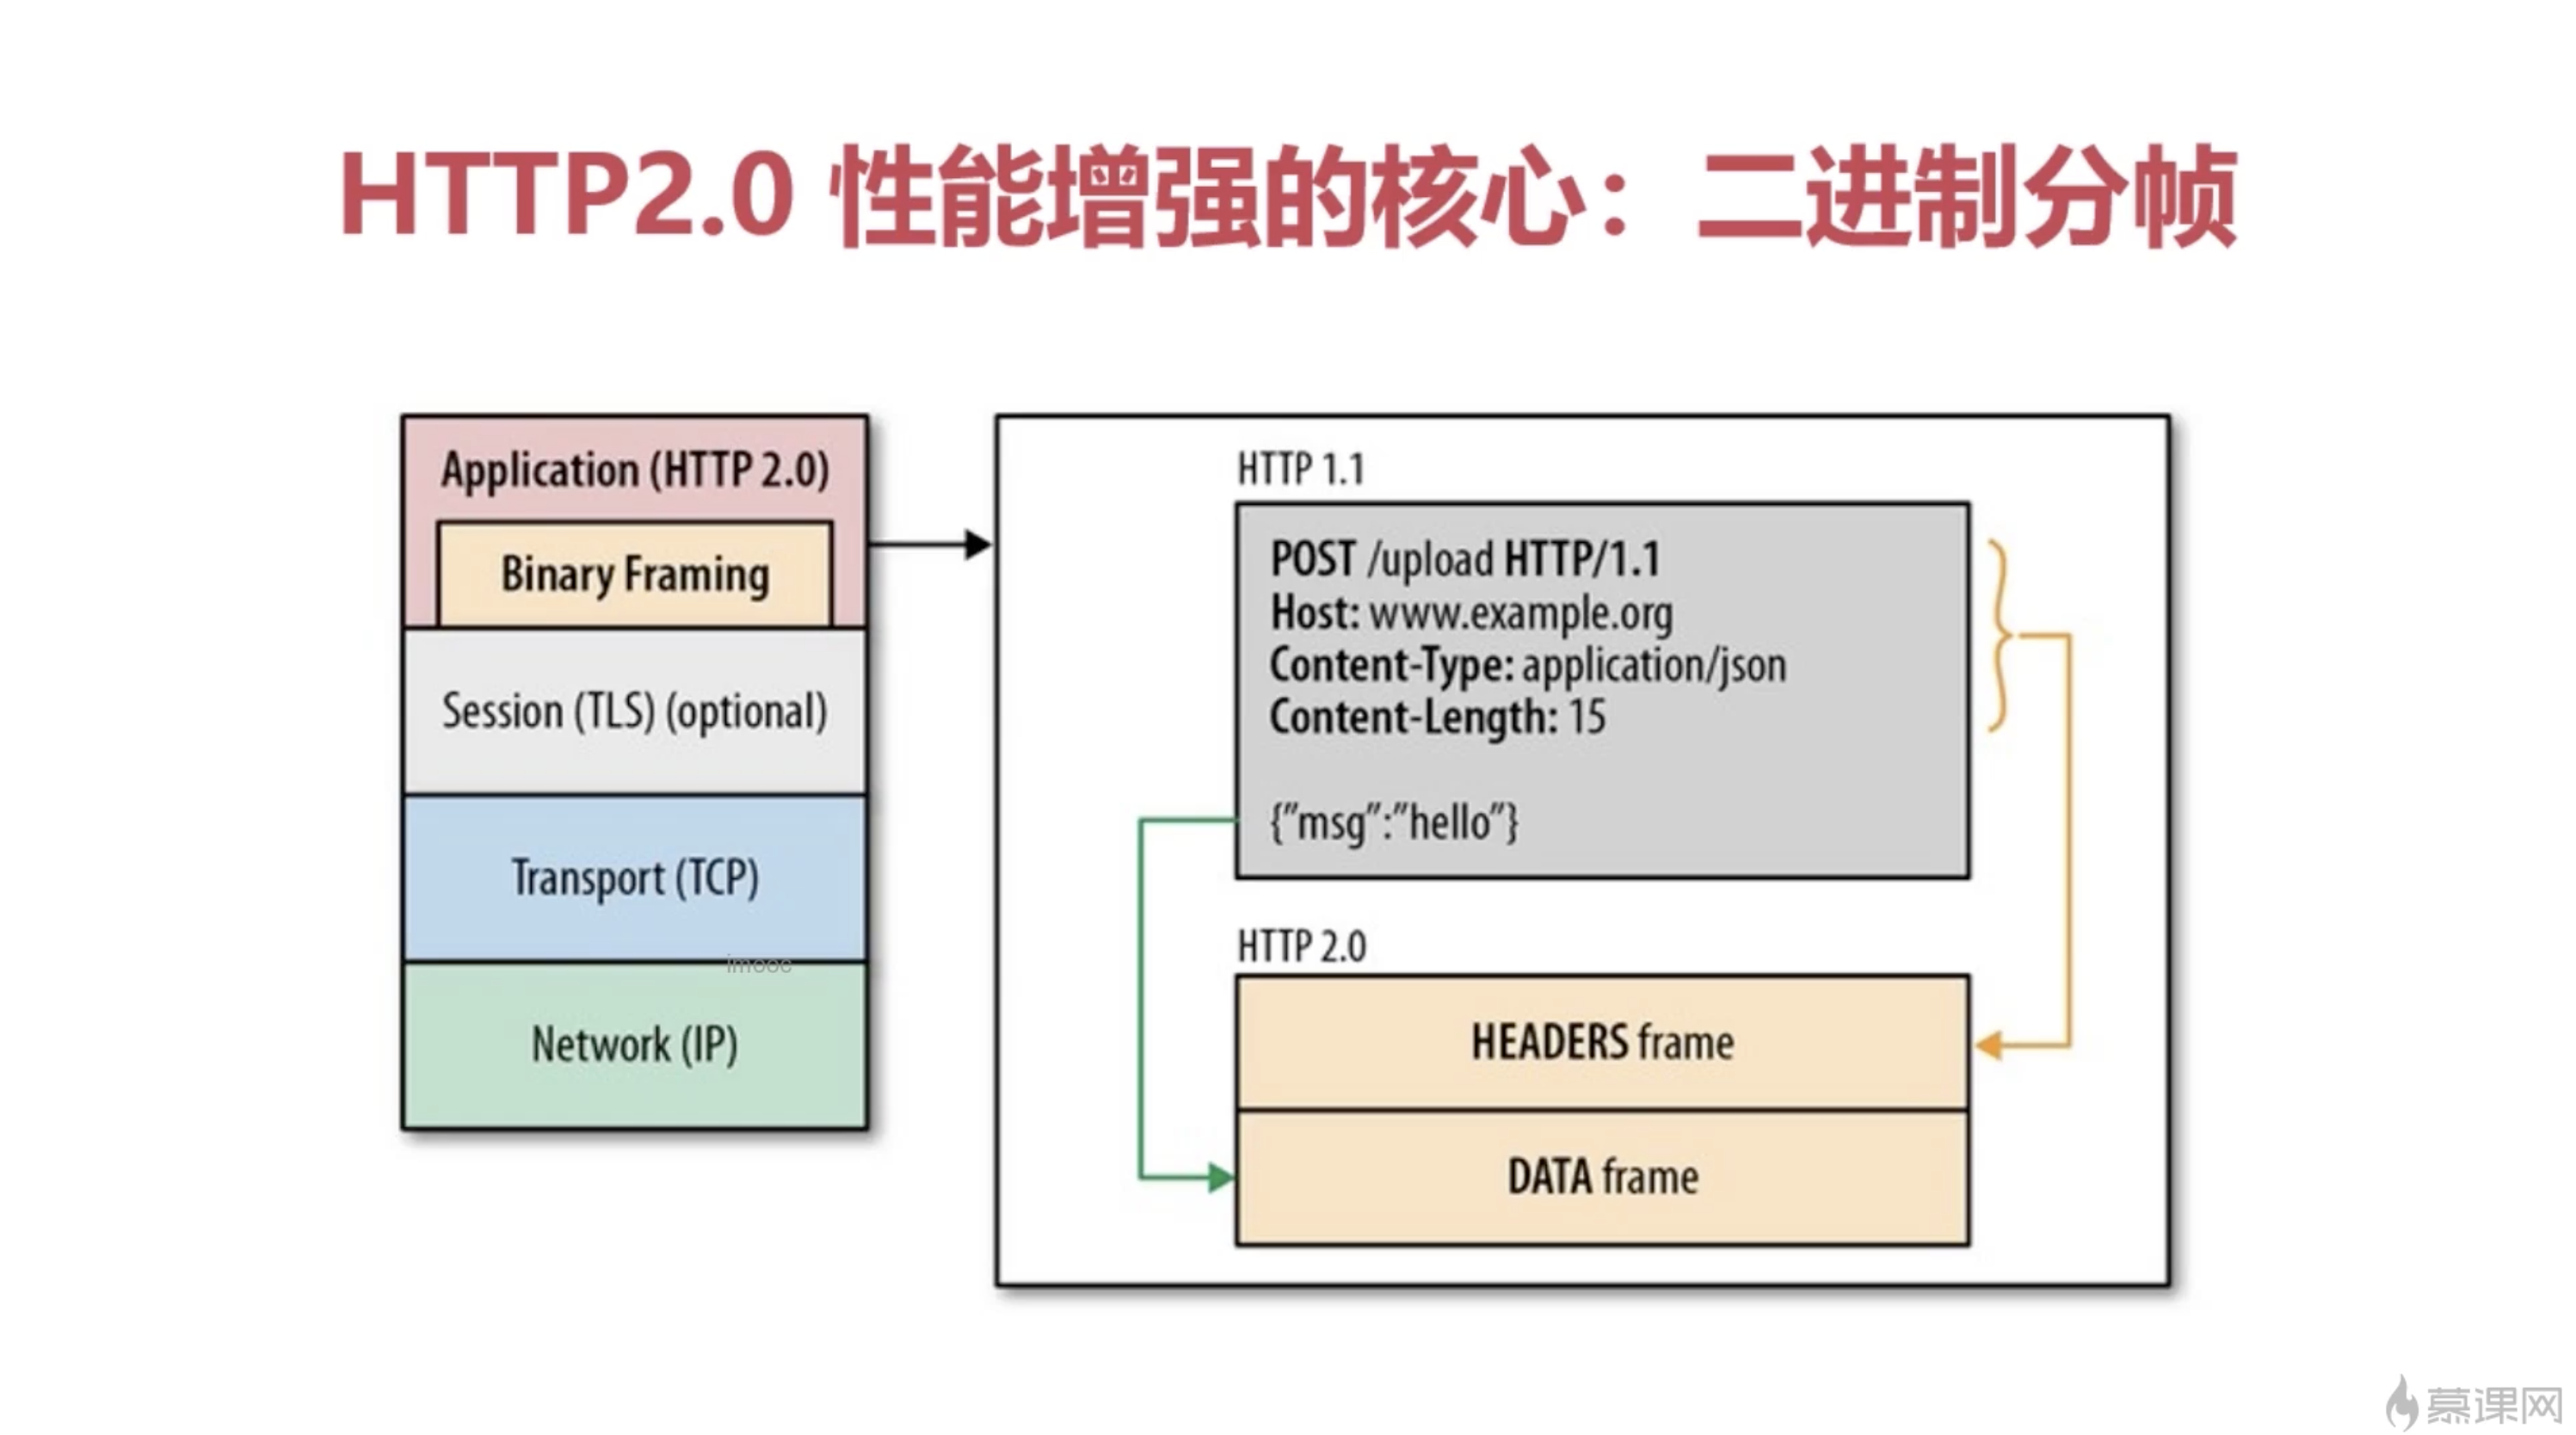 HTTP2.0 性能增强的核心：二进制分帧
Application (HTTP 2.0)
Binary Framing
Session (TLS) (optional)
Transport (TCP)
imooc
Network (IP)
HTTP 1.1
POST /upload HTTP/1.1
Host: www.example.org
Content-Type: application/json
Content-Length: 15
{"msg":"hello"}
HTTP 2.0
HEADERS frame
DATA frame
慕课网